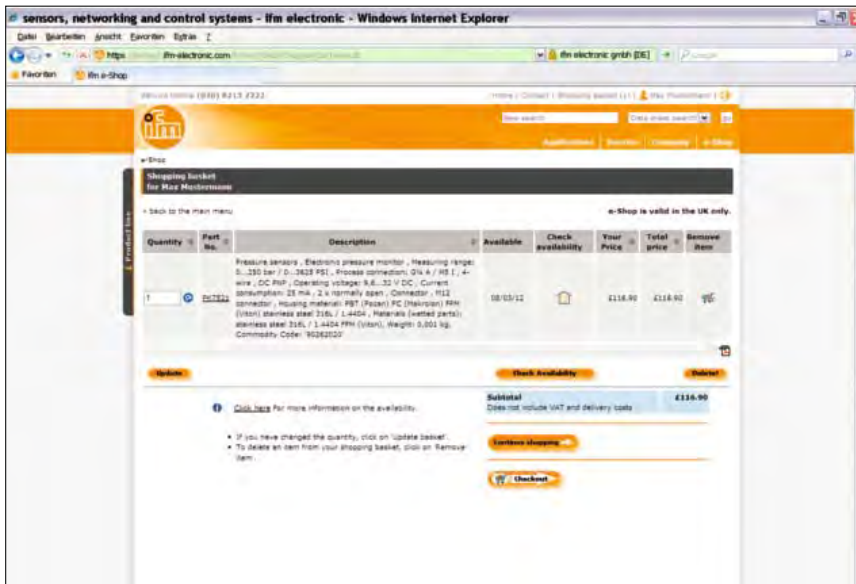 sensors, networking and control systems - ifm electronic - Windows Internet Explorer
Datei Bearbeiten Ansicht Favoriten Extras ?
https ifm-electronic.com ifm electronic gmbh [DE]
Favoriten ifm e-Shop
Home | Contact | Shopping basket
ifm
New search Data sheet search go
Applications Company e-Shop
e-Shop
Shopping basket
for Max Mustermann
Product line
< back to the main menu e-Shop is valid in the UK only.
Quantity Part No. Description Available Check availability Your Price Total price Remove item
Pressure sensors , Electronic pressure monitor , Measuring range:
0...250 bar / 0...3625 PSI , Process connection: G¼ A / M5 I , 4-
wire , DC PNP , Operating voltage: 9,6...32 V DC , Current
consumption: 25 mA , 2 x normally open , Connector , M12
1 08/03/12 £116.90 £116.90
connector , Housing material: PBT (Pocan) PC (Makrolon) FPM
(Viton) stainless steel 316L / 1.4404 , Materials (wetted parts):
stainless steel 316L / 1.4404 FPM (Viton), Weight: 0.001 kg,
Commodity Code: '90262020'
Update Check Availability Delete!
Subtotal £116.90
Does not include VAT and delivery costs
Click here For more information on the availability.
If you have changed the quantity, click on 'Update basket'.
To delete an item from your shopping basket, click on 'Remove
item'.
Continue shopping
Checkout